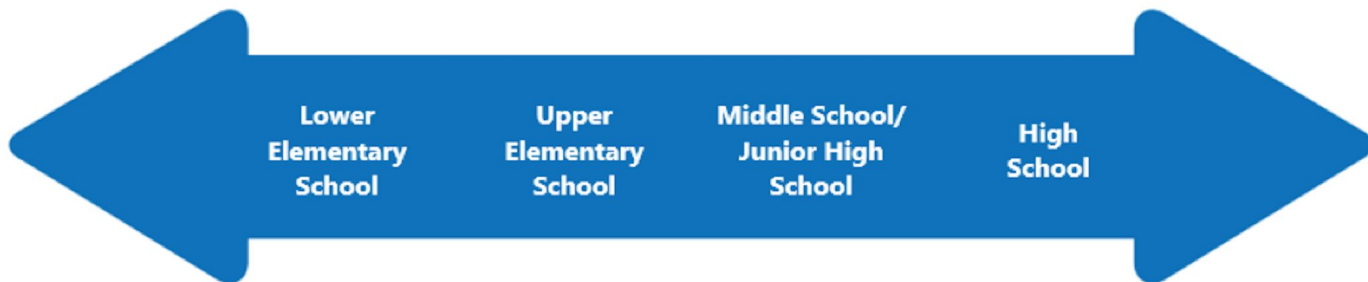 Lower
Elementary
School
Upper
Elementary
School
Middle School/
Junior High
School
High
School